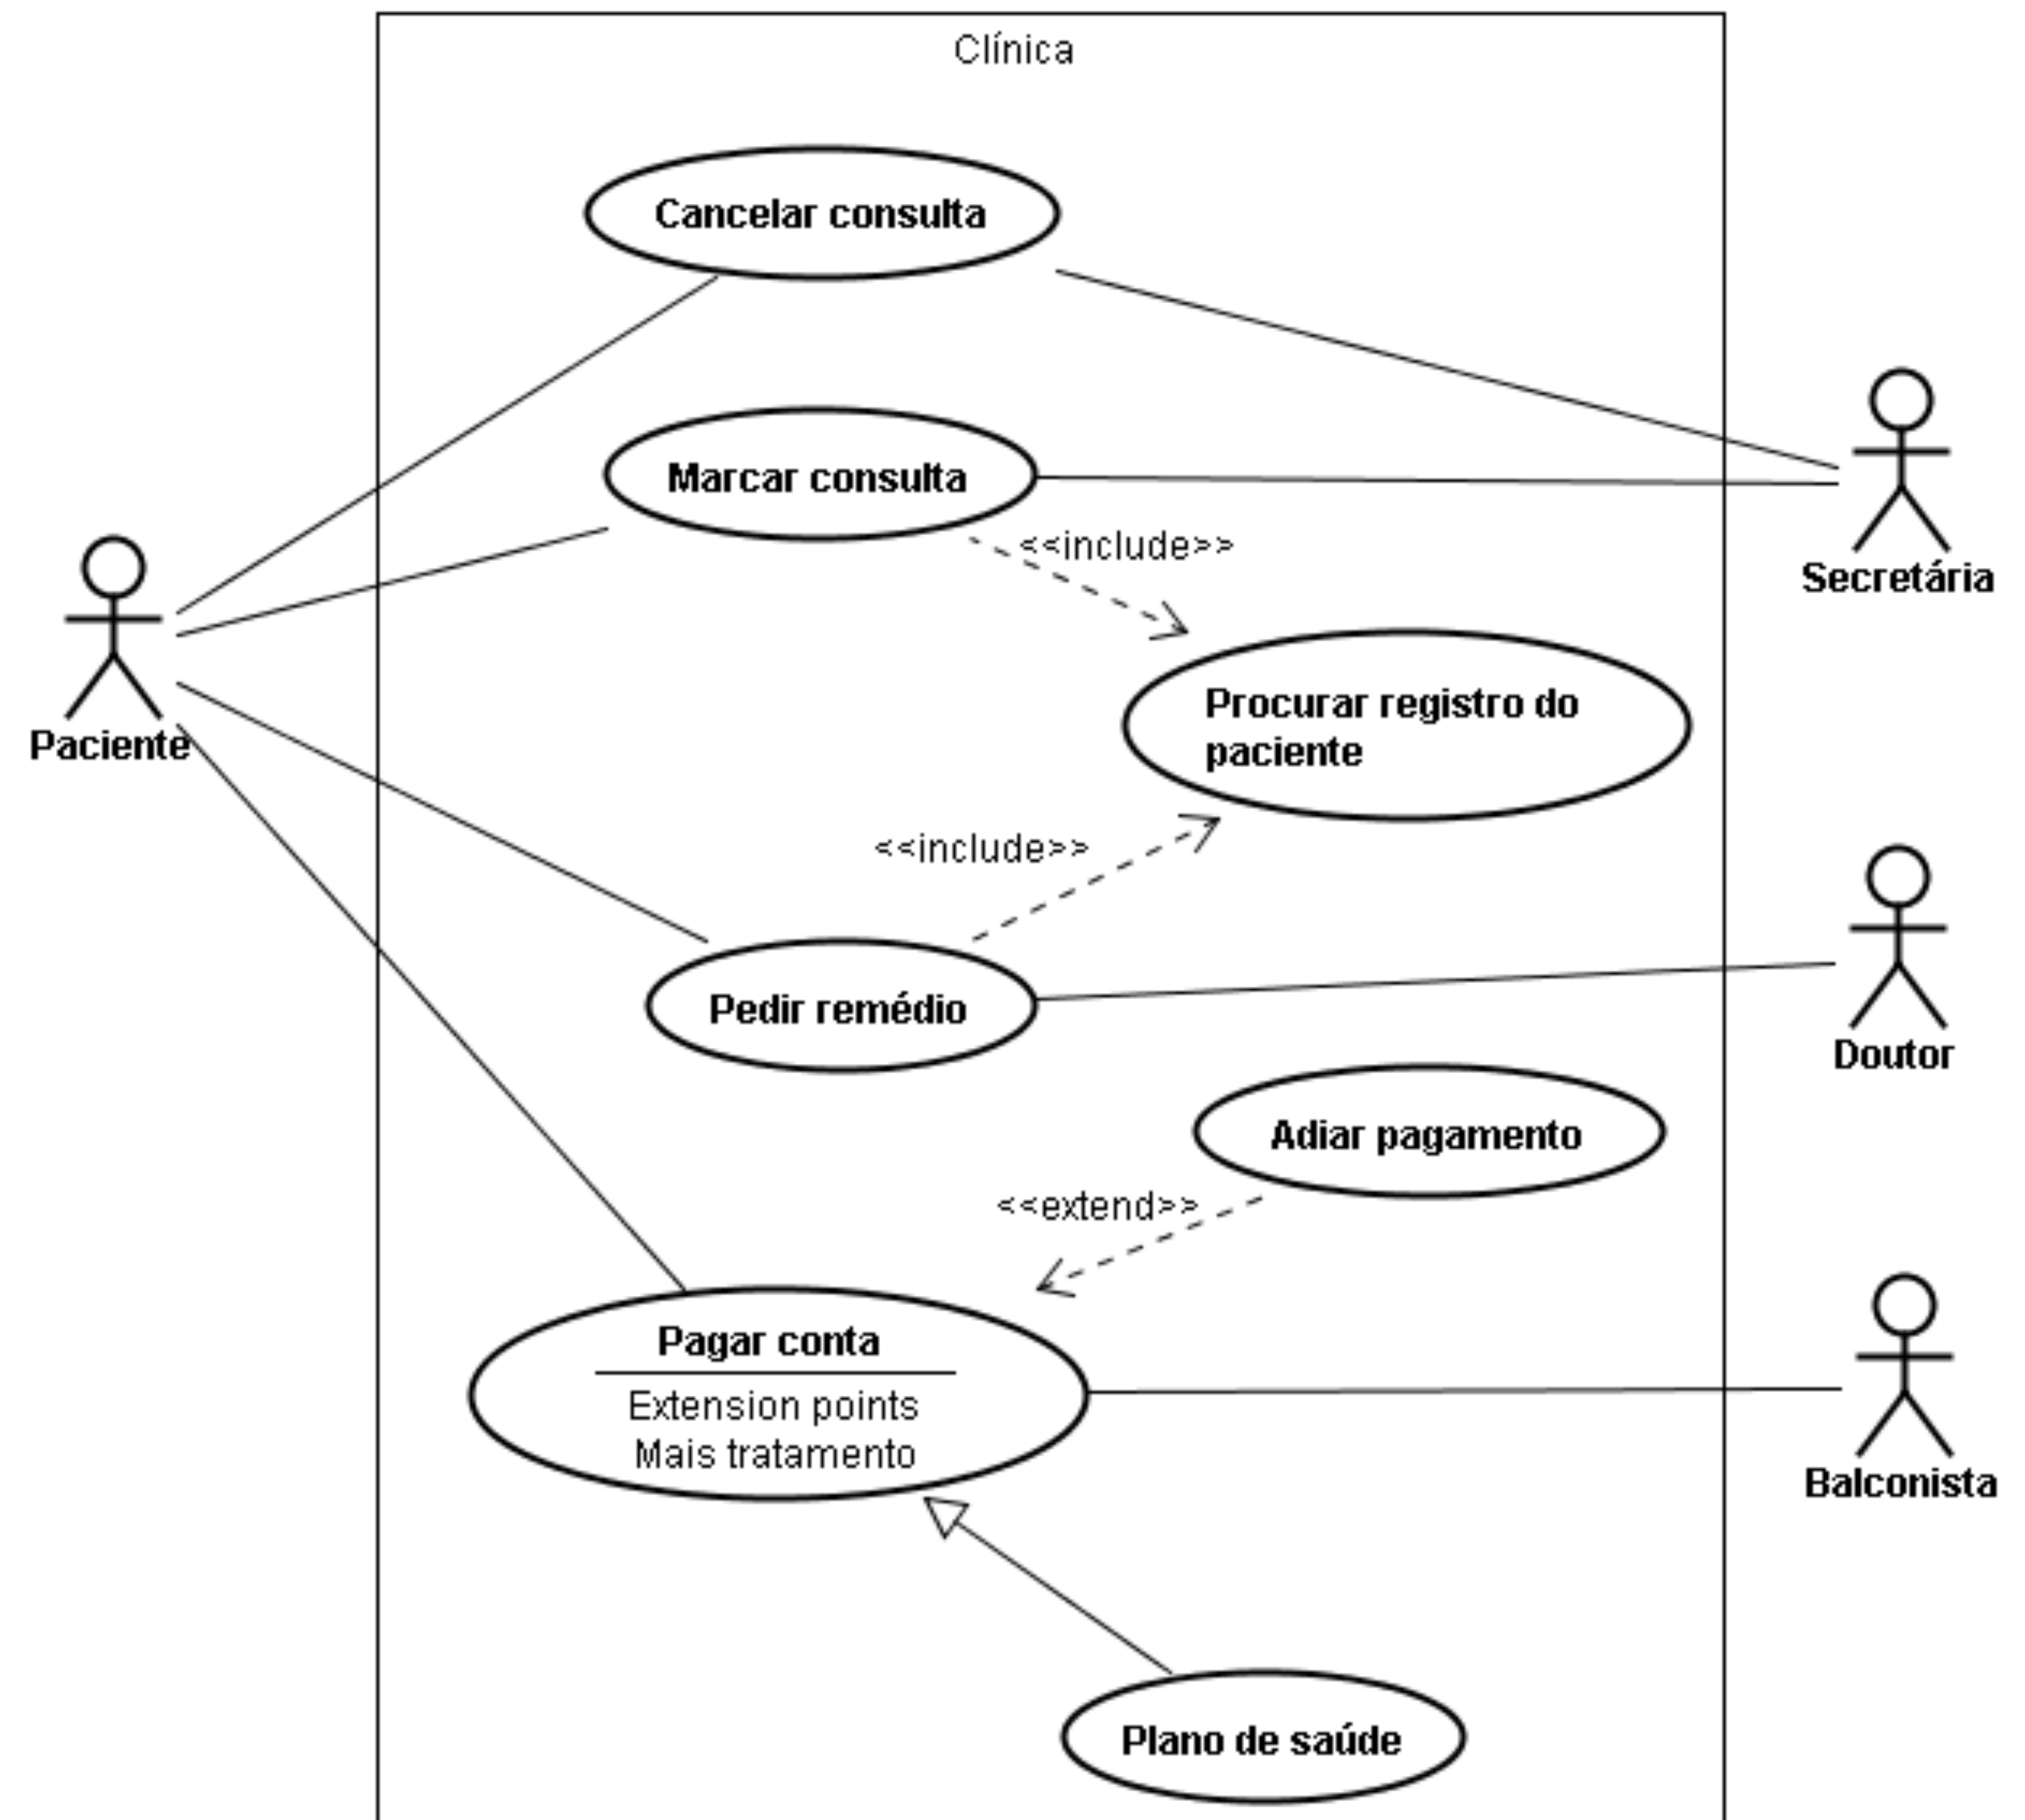 Clínica
Cancelar consulta
Marcar consulta
<<include>>
Secretária
Procurar registro do
paciente
Paciente
<<include>>
Pedir remédio
Doutor
Adiar pagamento
<<extend>>
Pagar conta
Extension points
Mais tratamento
Balconista
Plano de saúde